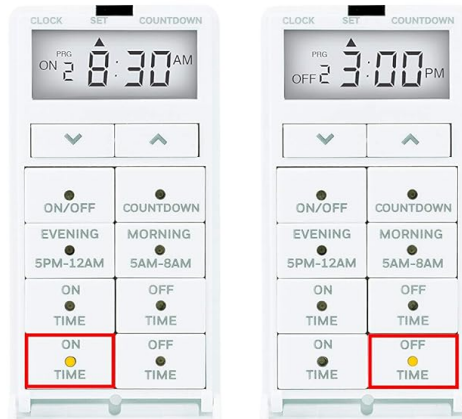 CLOCK SET COUNTDOWN
PRG
ON 2 8:30 AM
ON/OFF COUNTDOWN
EVENING MORNING
5PM-12AM 5AM-8AM
ON OFF
TIME TIME
ON OFF
TIME TIME
CLOCK SET COUNTDOWN
PRG
OFF 2 3:00 PM
ON/OFF COUNTDOWN
EVENING MORNING
5PM-12AM 5AM-8AM
ON OFF
TIME TIME
ON OFF
TIME TIME